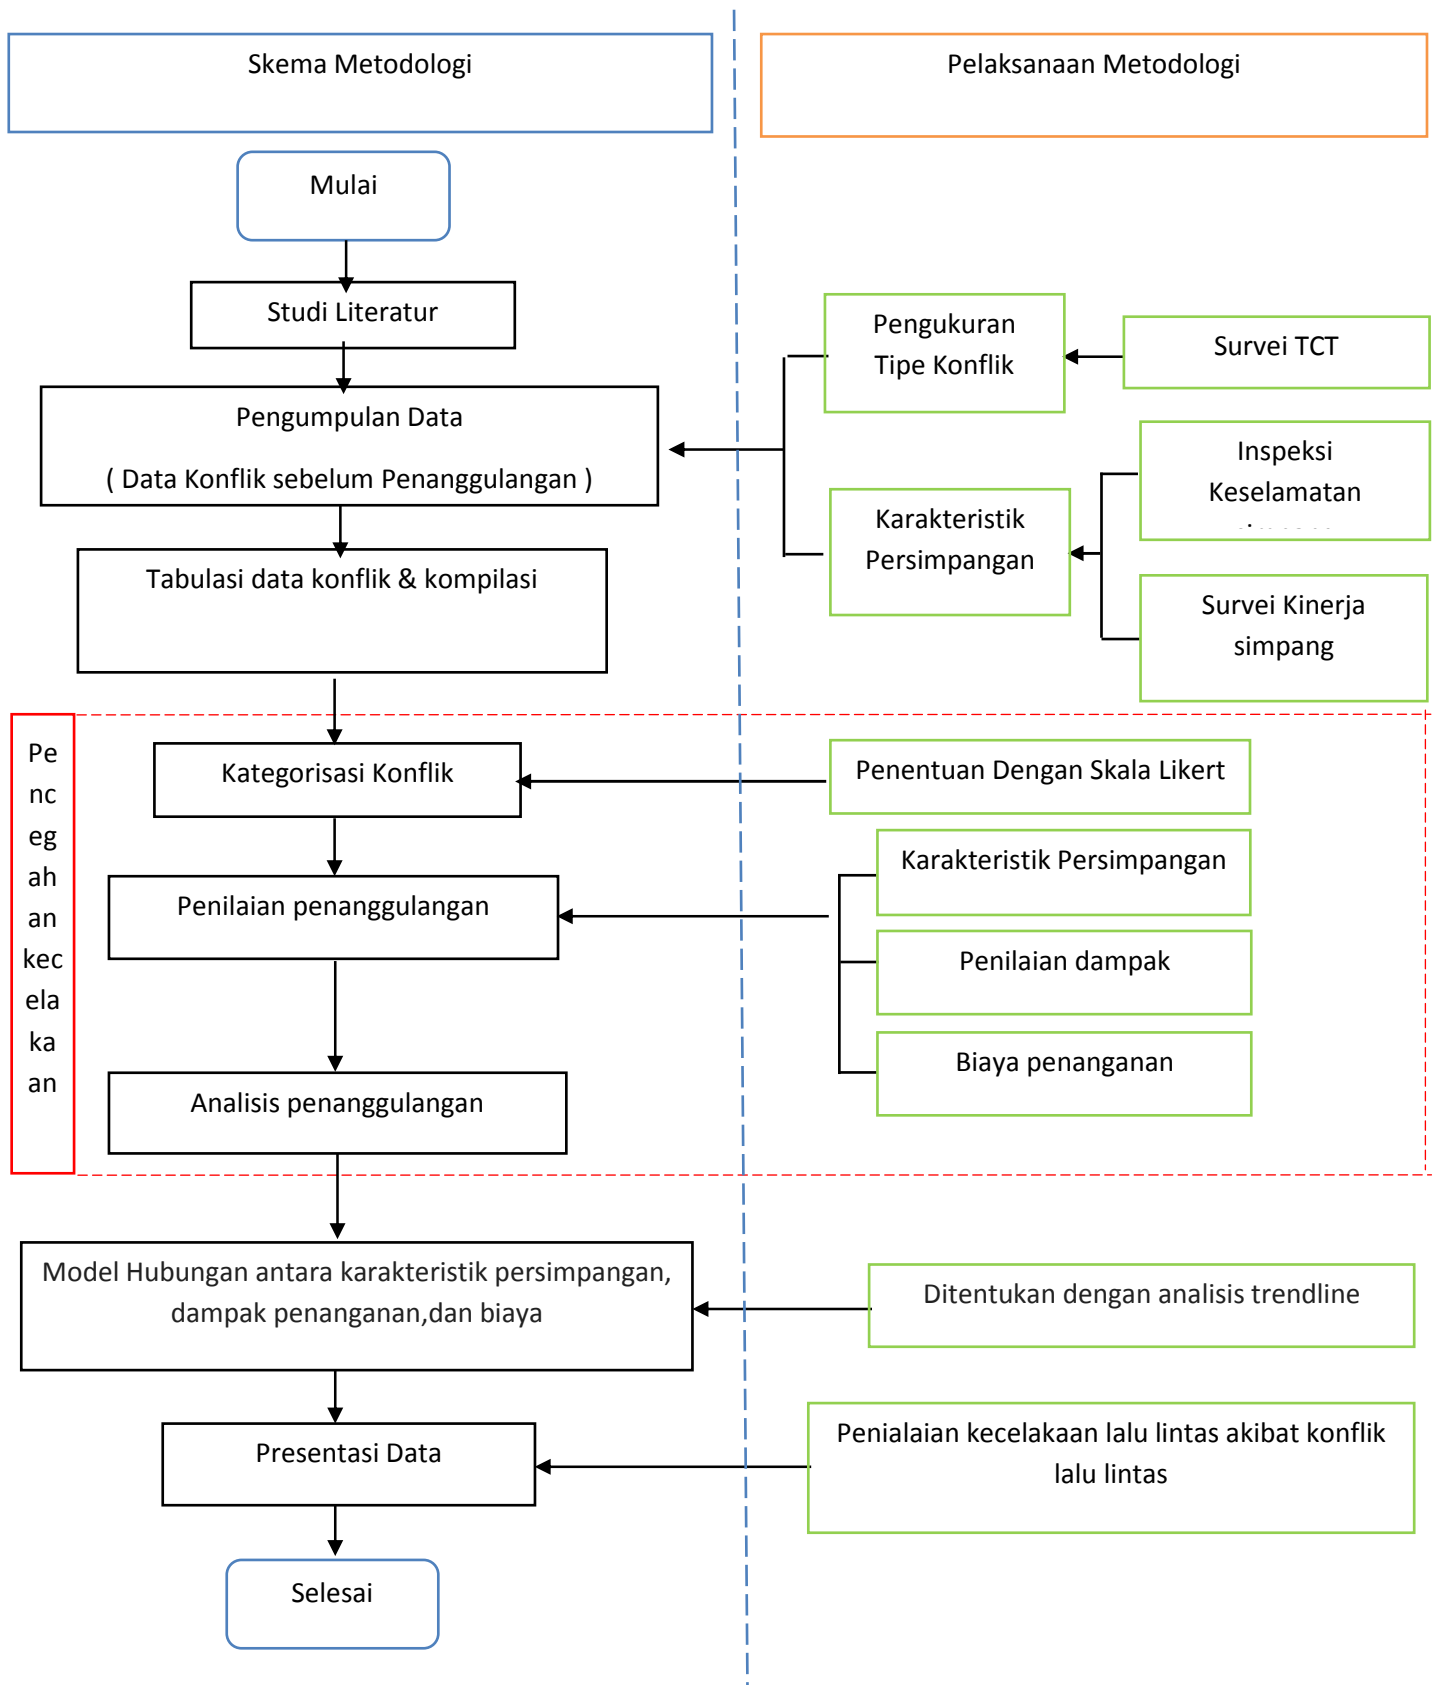 Skema Metodologi
Pelaksanaan Metodologi
Mulai
Studi Literatur
Pengumpulan Data
( Data Konflik sebelum Penanggulangan )
Tabulasi data konflik & kompilasi
Pengukuran
Tipe Konflik
Survei TCT
Karakteristik
Persimpangan
Inspeksi
Keselamatan
Survei Kinerja
simpang
Pe
nc
eg
ah
an
kec
ela
ka
an
Kategorisasi Konflik
Penentuan Dengan Skala Likert
Penilaian penanggulangan
Karakteristik Persimpangan
Penilaian dampak
Biaya penanganan
Analisis penanggulangan
Model Hubungan antara karakteristik persimpangan,
dampak penanganan,dan biaya
Ditentukan dengan analisis trendline
Presentasi Data
Penialaian kecelakaan lalu lintas akibat konflik
lalu lintas
Selesai